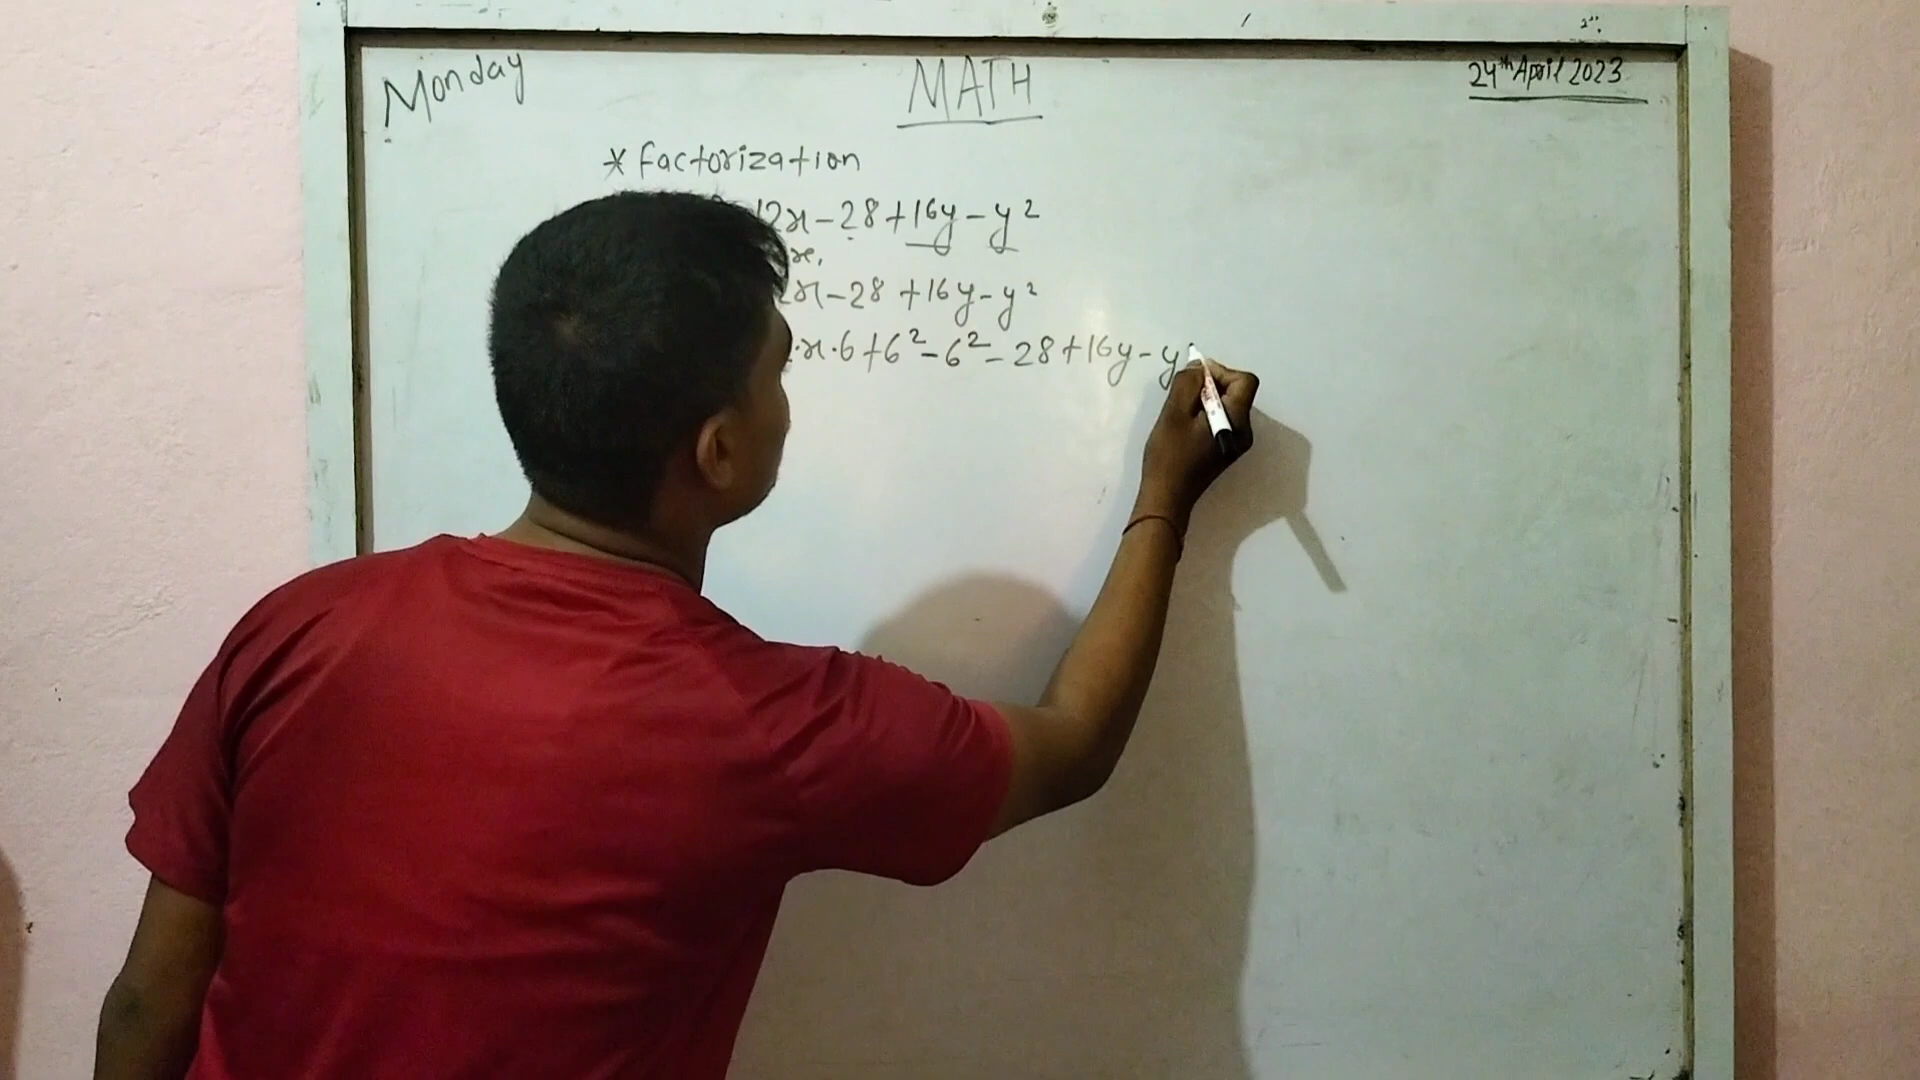 Monday MATH 24th April 2023
* Factorization
12x - 28 + 16y - y²
x - 28 + 16y - y²
.x.6 + 6² - 6² - 28 + 16y - y